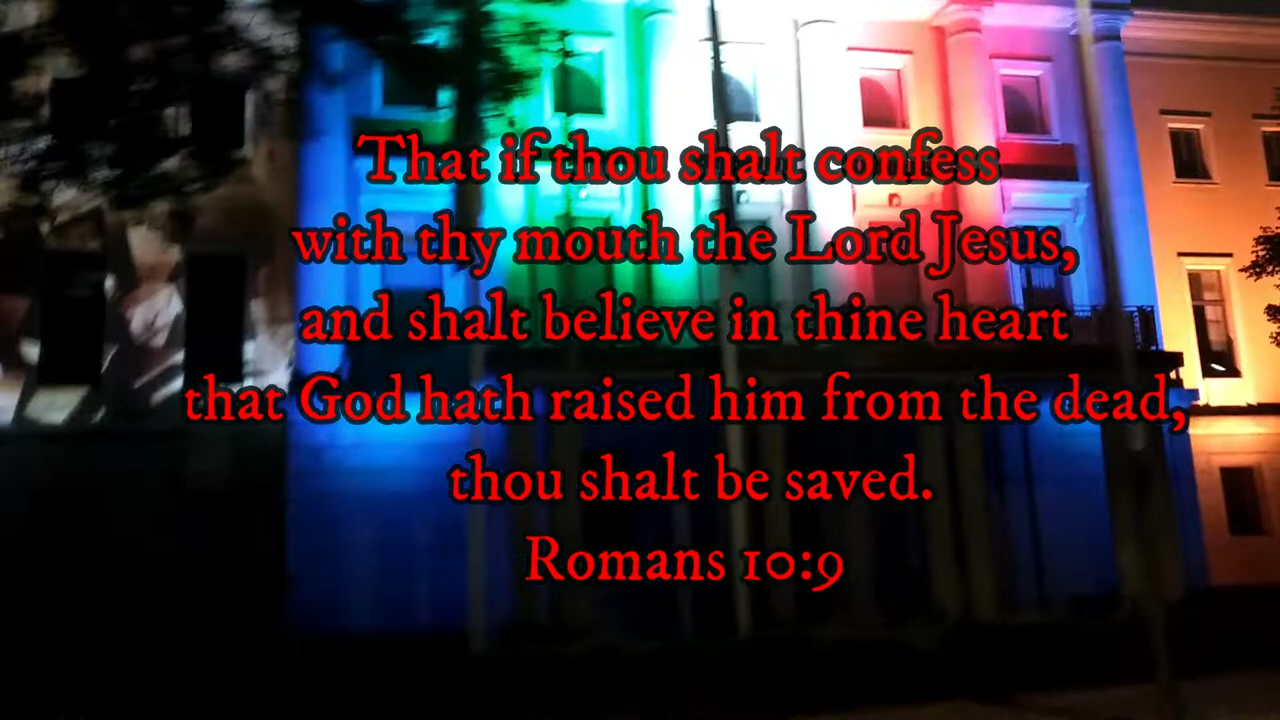 That if thou shalt confess
with thy mouth the Lord Jesus,
and shalt believe in thine heart
that God hath raised him from the dead,
thou shalt be saved.
Romans 10:9